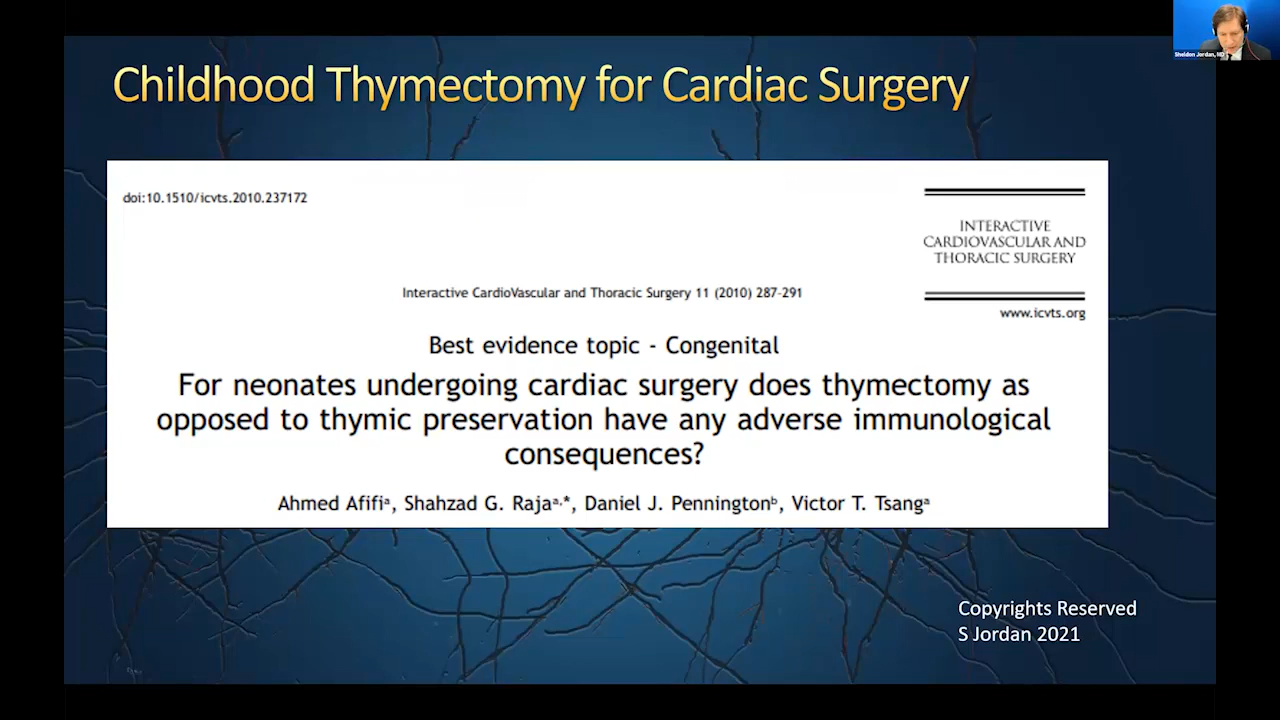 Sheldon Jordan, MD
Childhood Thymectomy for Cardiac Surgery
doi:10.1510/icvts.2010.237172
INTERACTIVE
CARDIOVASCULAR AND
THORACIC SURGERY
Interactive CardioVascular and Thoracic Surgery 11 (2010) 287-291
www.icvts.org
Best evidence topic - Congenital
For neonates undergoing cardiac surgery does thymectomy as
opposed to thymic preservation have any adverse immunological
consequences?
Ahmed Afifiᵃ, Shahzad G. Rajaᵃ,*, Daniel J. Penningtonᵇ, Victor T. Tsangᵃ
Copyrights Reserved
S Jordan 2021